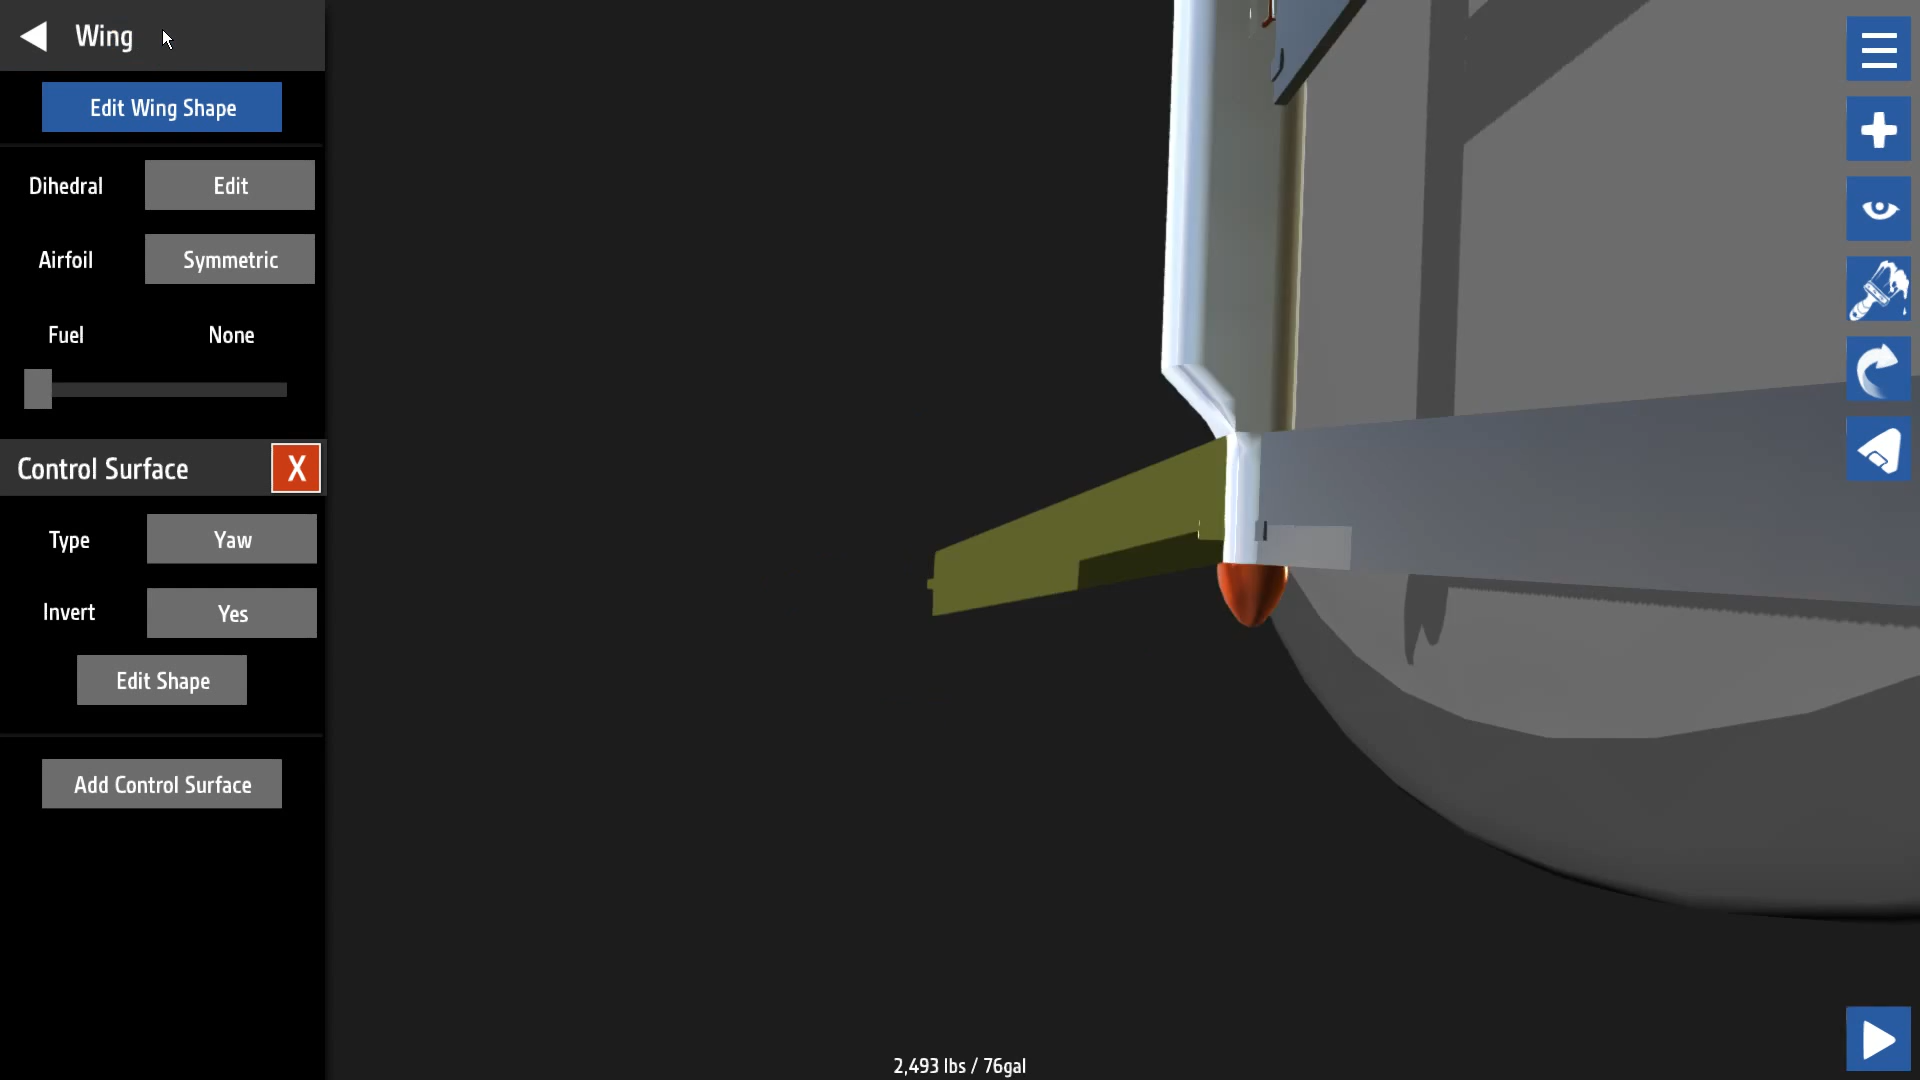 Wing
Edit Wing Shape
Dihedral Edit
Airfoil Symmetric
Fuel None
Control Surface X
Type Yaw
Invert Yes
Edit Shape
Add Control Surface
2,493 lbs / 76gal